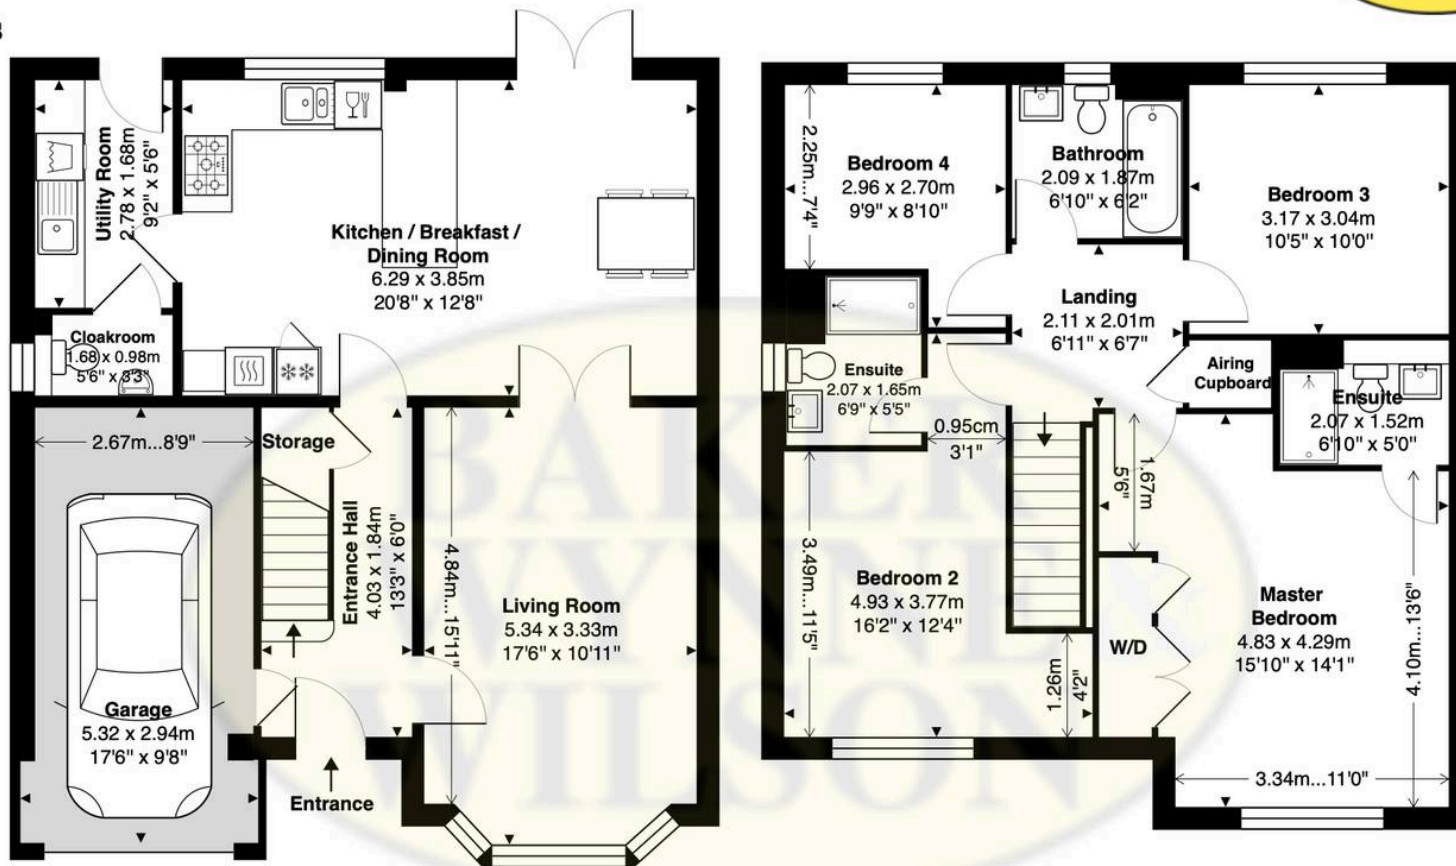 Utility Room
2.78 x 1.68m
9'2" x 5'6"
Kitchen / Breakfast /
Dining Room
6.29 x 3.85m
20'8" x 12'8"
Cloakroom
1.68 x 0.98m
5'6" x 3'3"
2.67m...8'9"
Storage
Entrance Hall
4.03 x 1.84m
13'3" x 6'0"
4.84m...15'11"
Living Room
5.34 x 3.33m
17'6" x 10'11"
Garage
5.32 x 2.94m
17'6" x 9'8"
Entrance
2.25m...7'4"
Bedroom 4
2.96 x 2.70m
9'9" x 8'10"
Bathroom
2.09 x 1.87m
6'10" x 6'2"
Bedroom 3
3.17 x 3.04m
10'5" x 10'0"
Landing
2.11 x 2.01m
6'11" x 6'7"
Airing
Cupboard
Ensuite
2.07 x 1.65m
6'9" x 5'5"
Ensuite
2.07 x 1.52m
6'10" x 5'0"
0.95cm
3'1"
1.67m
5'6"
3.49m...11'5"
Bedroom 2
4.93 x 3.77m
16'2" x 12'4"
1.26m
4'2"
W/D
Master
Bedroom
4.83 x 4.29m
15'10" x 14'1"
4.10m...13'6"
3.34m...11'0"
BAKER
WYNNE
WILSON